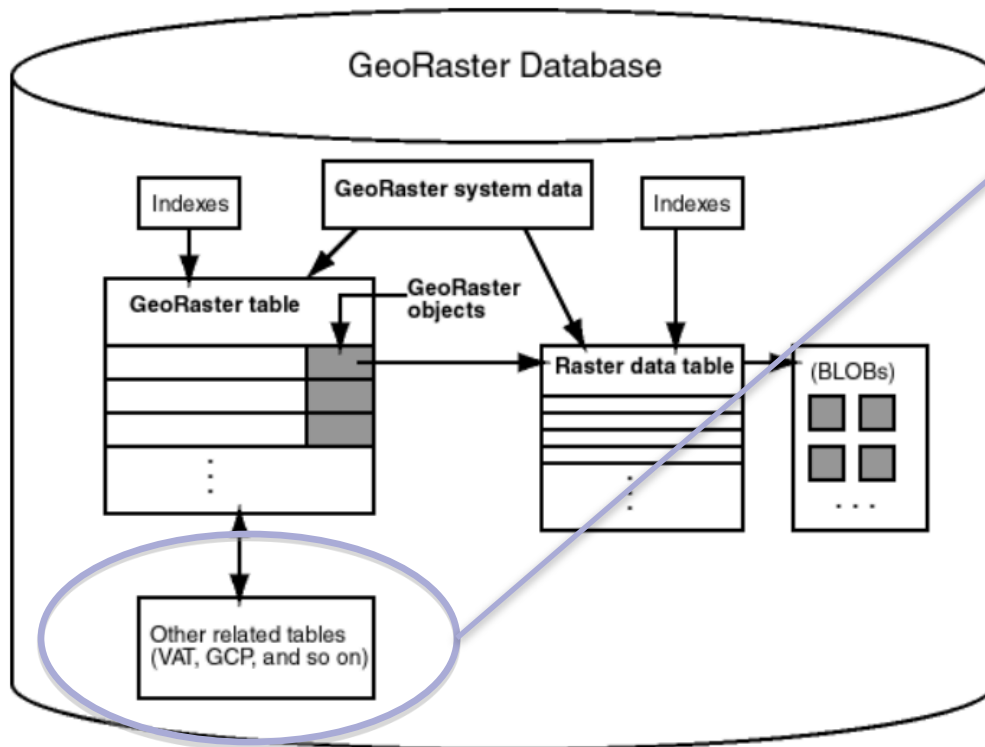 GeoRaster Database
Indexes
GeoRaster system data
Indexes
GeoRaster table
GeoRaster
objects
Raster data table
(BLOBs)
. . .
Other related tables
(VAT, GCP, and so on)